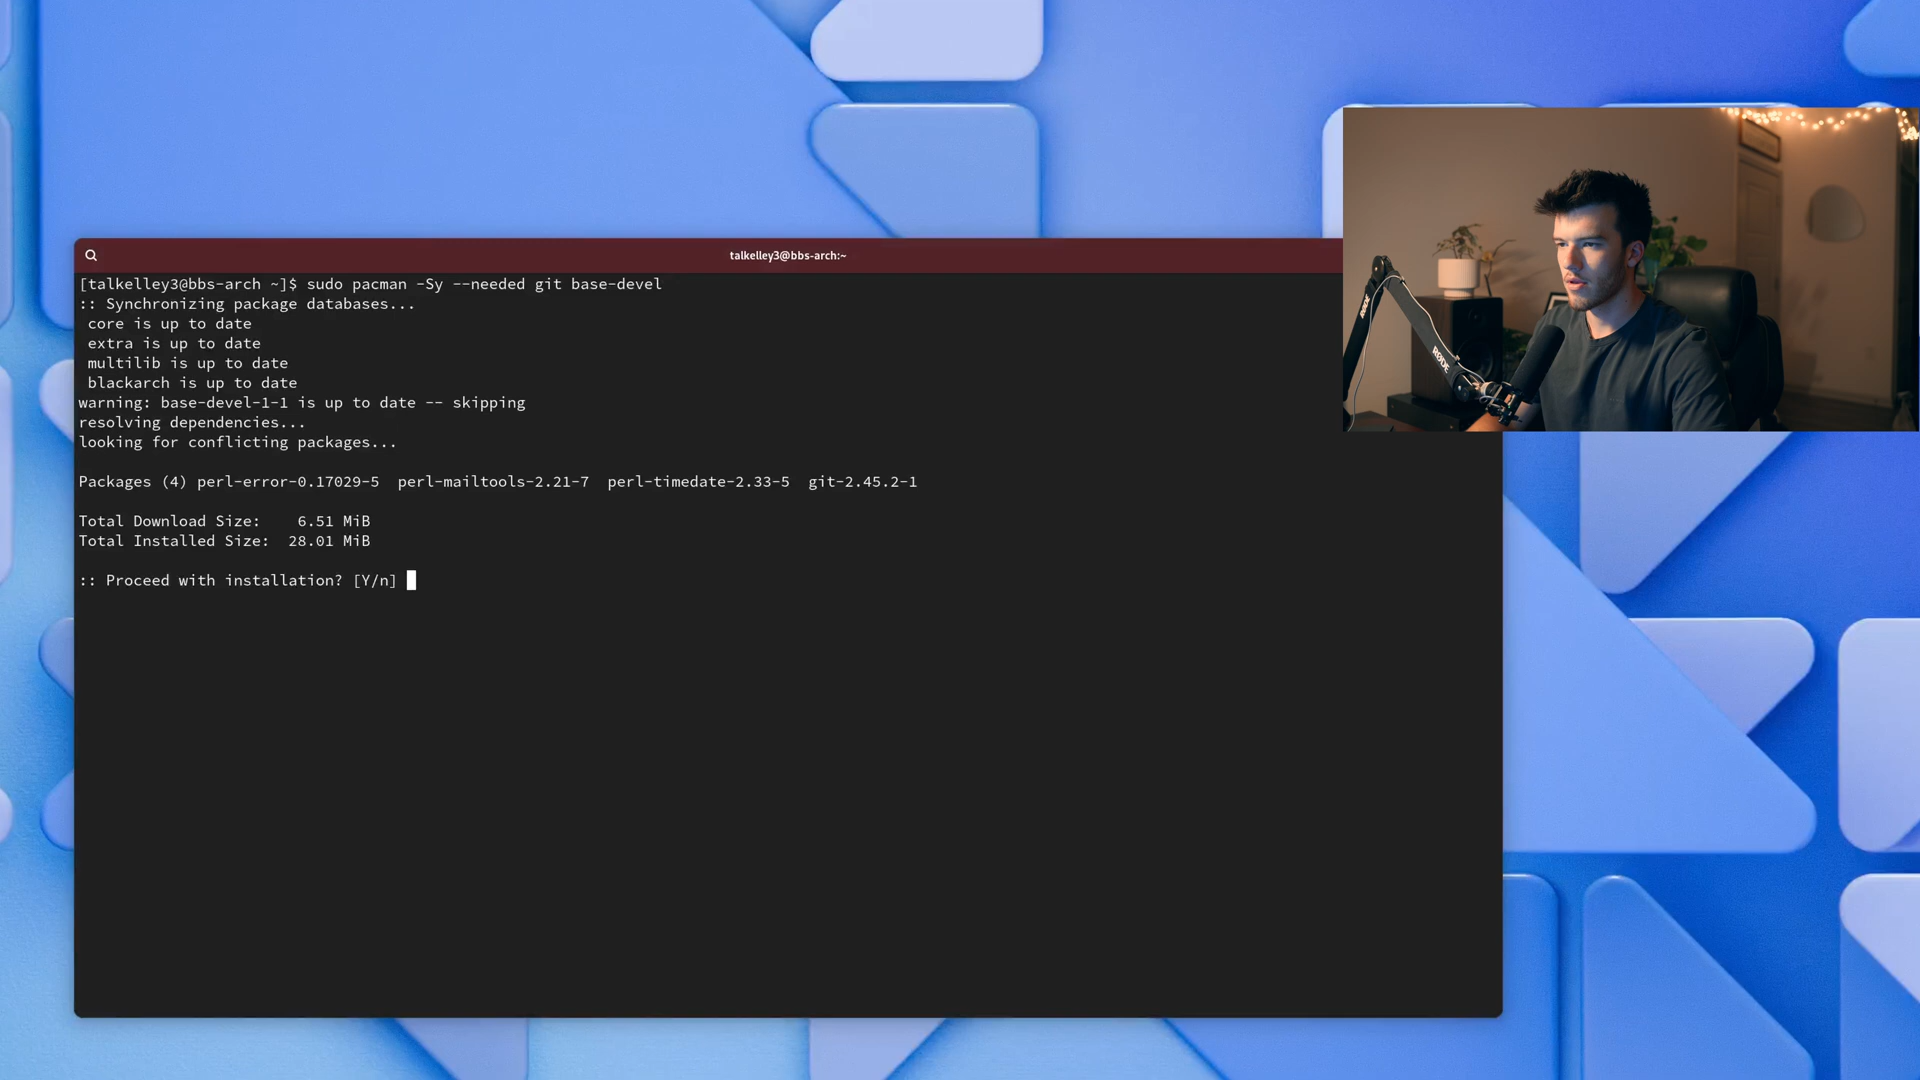 talkelley3@bbs-arch:~
[talkelley3@bbs-arch ~]$ sudo pacman -Sy --needed git base-devel
:: Synchronizing package databases...
core is up to date
extra is up to date
multilib is up to date
blackarch is up to date
warning: base-devel-1-1 is up to date -- skipping
resolving dependencies...
looking for conflicting packages...
Packages (4) perl-error-0.17029-5  perl-mailtools-2.21-7  perl-timedate-2.33-5  git-2.45.2-1
Total Download Size:    6.51 MiB
Total Installed Size:  28.01 MiB
:: Proceed with installation? [Y/n]
RØDE
RØDE